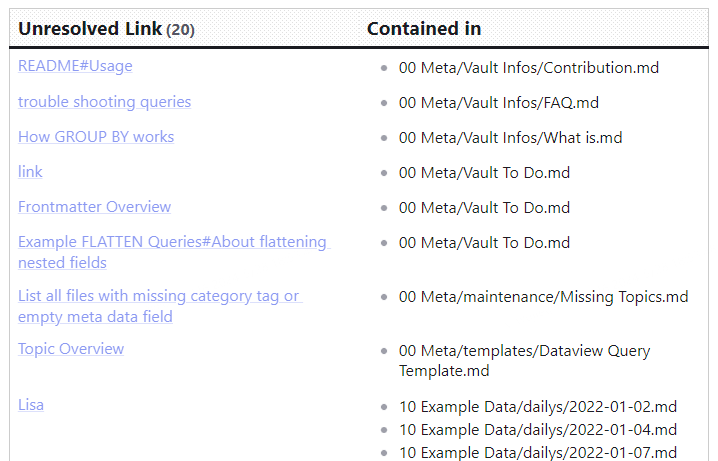 Unresolved Link (20) Contained in
README#Usage 00 Meta/Vault Infos/Contribution.md
trouble shooting queries 00 Meta/Vault Infos/FAQ.md
How GROUP BY works 00 Meta/Vault Infos/What is.md
link 00 Meta/Vault To Do.md
Frontmatter Overview 00 Meta/Vault To Do.md
Example FLATTEN Queries#About flattening 00 Meta/Vault To Do.md
nested fields
List all files with missing category tag or 00 Meta/maintenance/Missing Topics.md
empty meta data field
Topic Overview 00 Meta/templates/Dataview Query
Template.md
Lisa 10 Example Data/dailys/2022-01-02.md
10 Example Data/dailys/2022-01-04.md
10 Example Data/dailys/2022-01-07.md